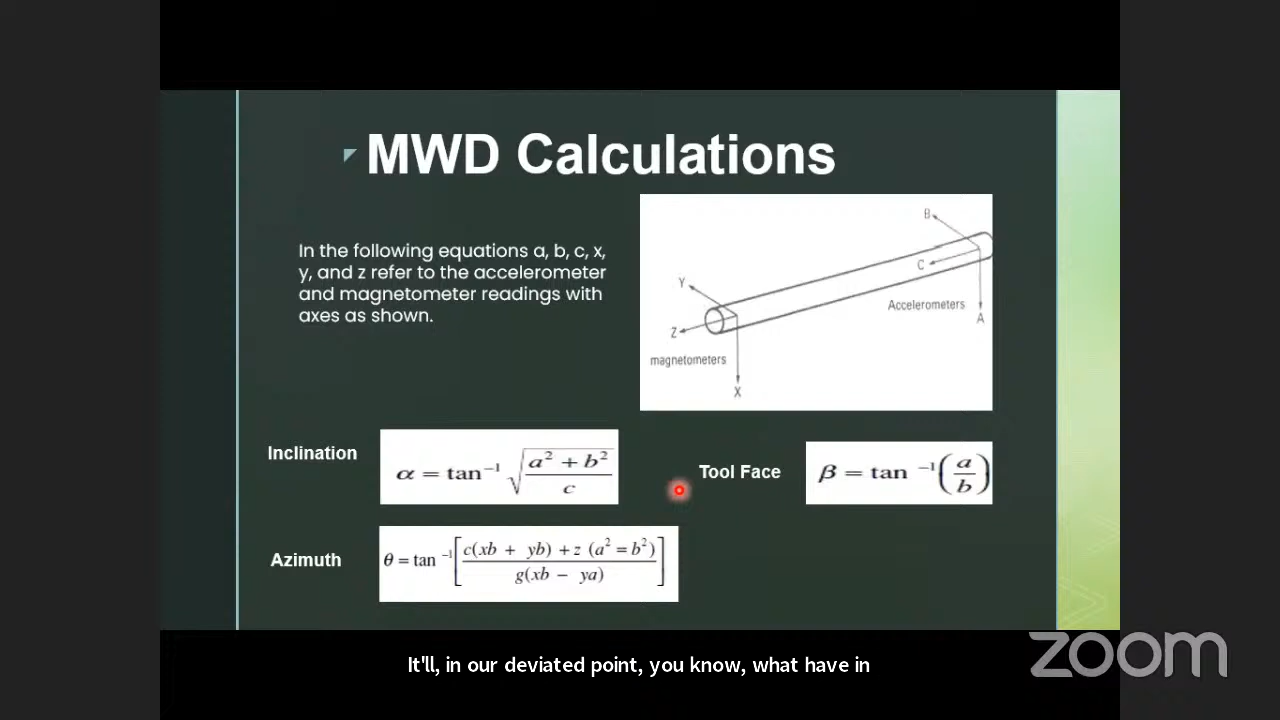 MWD Calculations
In the following equations a, b, c, x,
y, and z refer to the accelerometer
and magnetometer readings with
axes as shown.
B
C
Y
Accelerometers
A
Z
magnetometers
X
Inclination
α = tan⁻¹ √((a² + b²)/c)
Tool Face
β = tan ⁻¹(a/b)
Azimuth
θ = tan ⁻¹[(c(xb + yb) + z (a² = b²))/(g(xb − ya))]
It'll, in our deviated point, you know, what have in
zoom